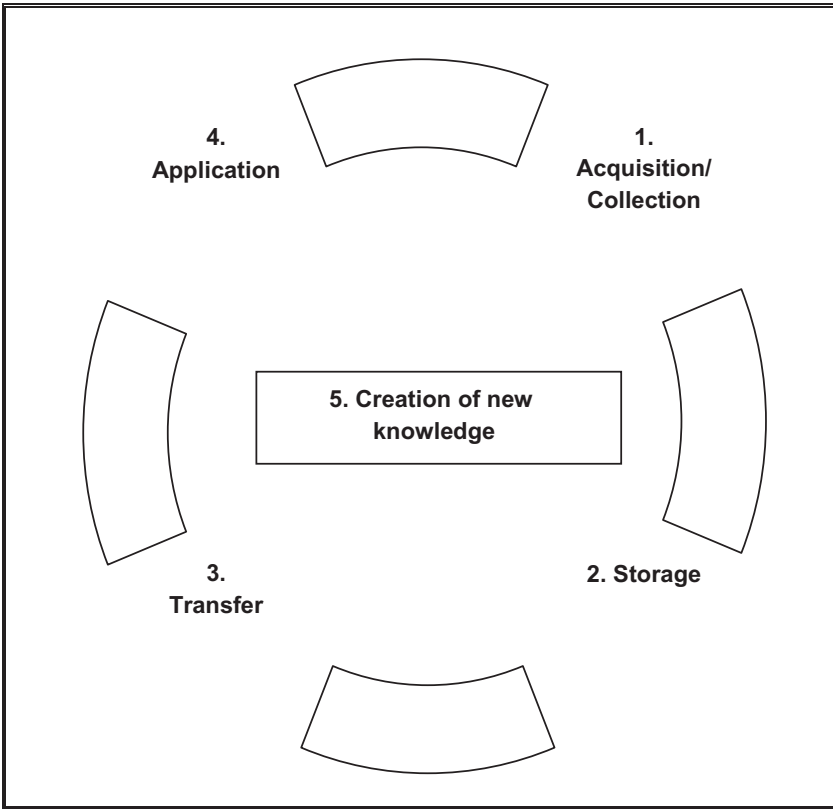 4.
Application
1.
Acquisition/
Collection
5. Creation of new
knowledge
3.
Transfer
2. Storage